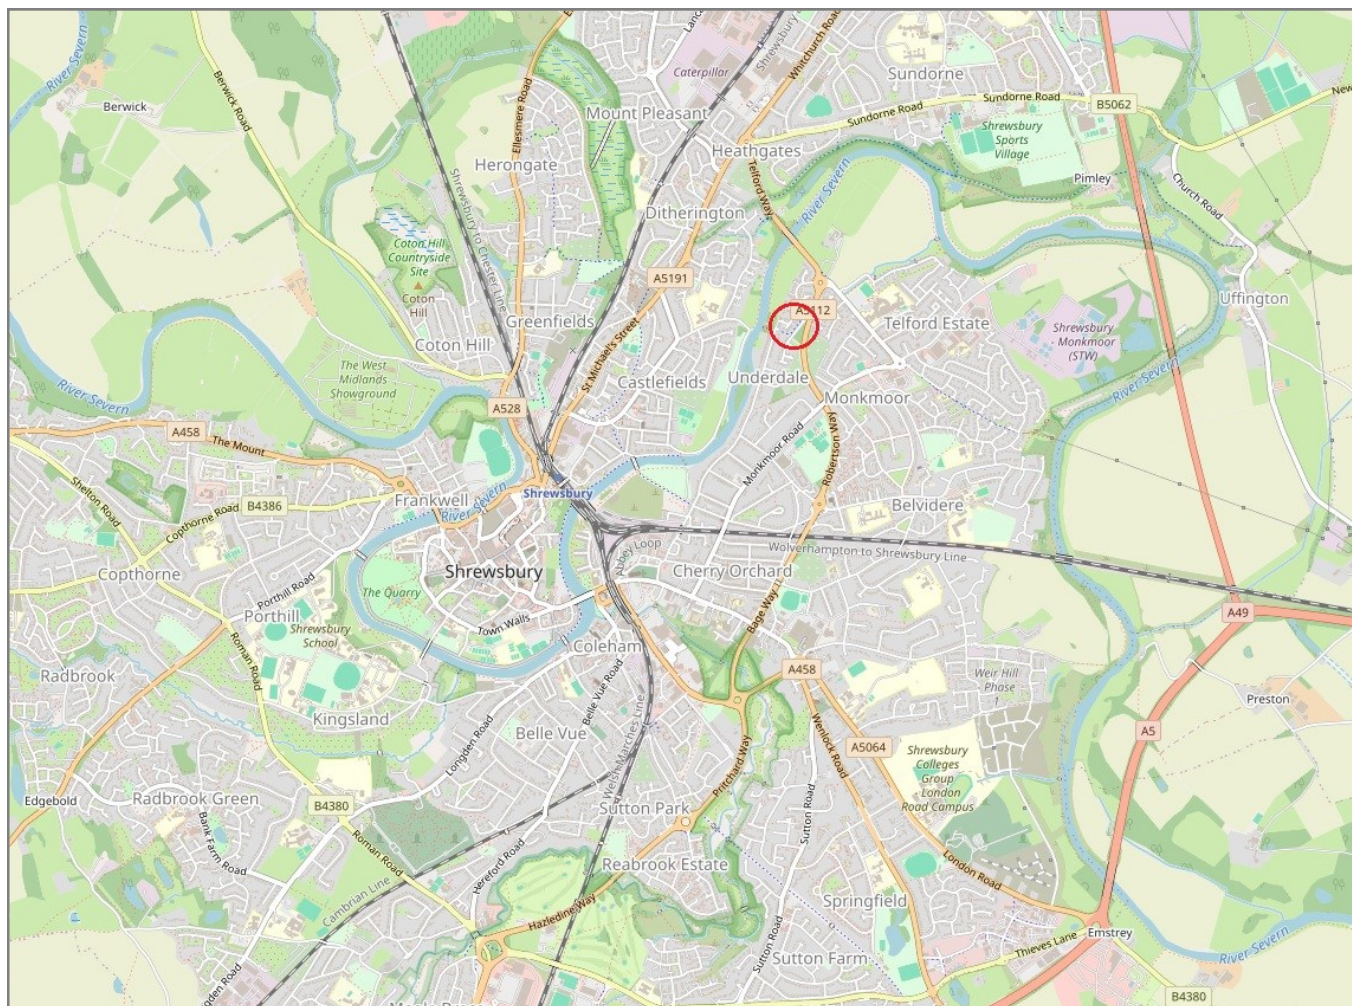 River Severn
Berwick
Berwick Road
Ellesmere Road
Caterpillar
Whitchurch Road
Shrewsbury
Sundorne
Sundorne Road
Sundorne Road
B5062
Mount Pleasant
Heathgates
Shrewsbury
Sports
Village
Pimley
Church Road
Herongate
Shrewsbury to Chester Line
Telford Way
River Severn
Ditherington
Coton Hill
Countryside
Site
Coton
Hill
A5191
Uffington
Greenfields
St Michael's Street
A5112
Telford Estate
Shrewsbury
- Monkmoor
(STW)
Coton Hill
The West
Midlands
Showground
Castlefields
Underdale
Monkmoor
River Severn
River Severn
A528
A458
The Mount
Monkmoor Road
Robertson Way
Shelton Road
Copthorne Road
B4386
Frankwell
River Severn
Shrewsbury
Belvidere
Abbey Loop
Wolverhampton to Shrewsbury Line
Copthorne
Shrewsbury
Cherry Orchard
Porthill Road
The Quarry
A49
Porthill
Shrewsbury
School
Town Walls
Bage Way
Roman Road
Coleham
Radbrook
A458
Weir Hill
Phase
1
Preston
Belle Vue Road
Kingsland
Longden Road
Belle Vue
Welsh Marches Line
Wenlock Road
A5064
A5
Shrewsbury
Colleges
Group
London
Road Campus
Pritchard Way
Edgebold
Radbrook Green
B4380
Sutton Park
Sutton Road
Bank Farm Road
Roman Road
Hereford Road
Reabrook Estate
London Road
Cambrian Line
Springfield
Hazledine Way
Emstrey
Thieves Lane
River Severn
Sutton Road
Sutton Farm
B4380